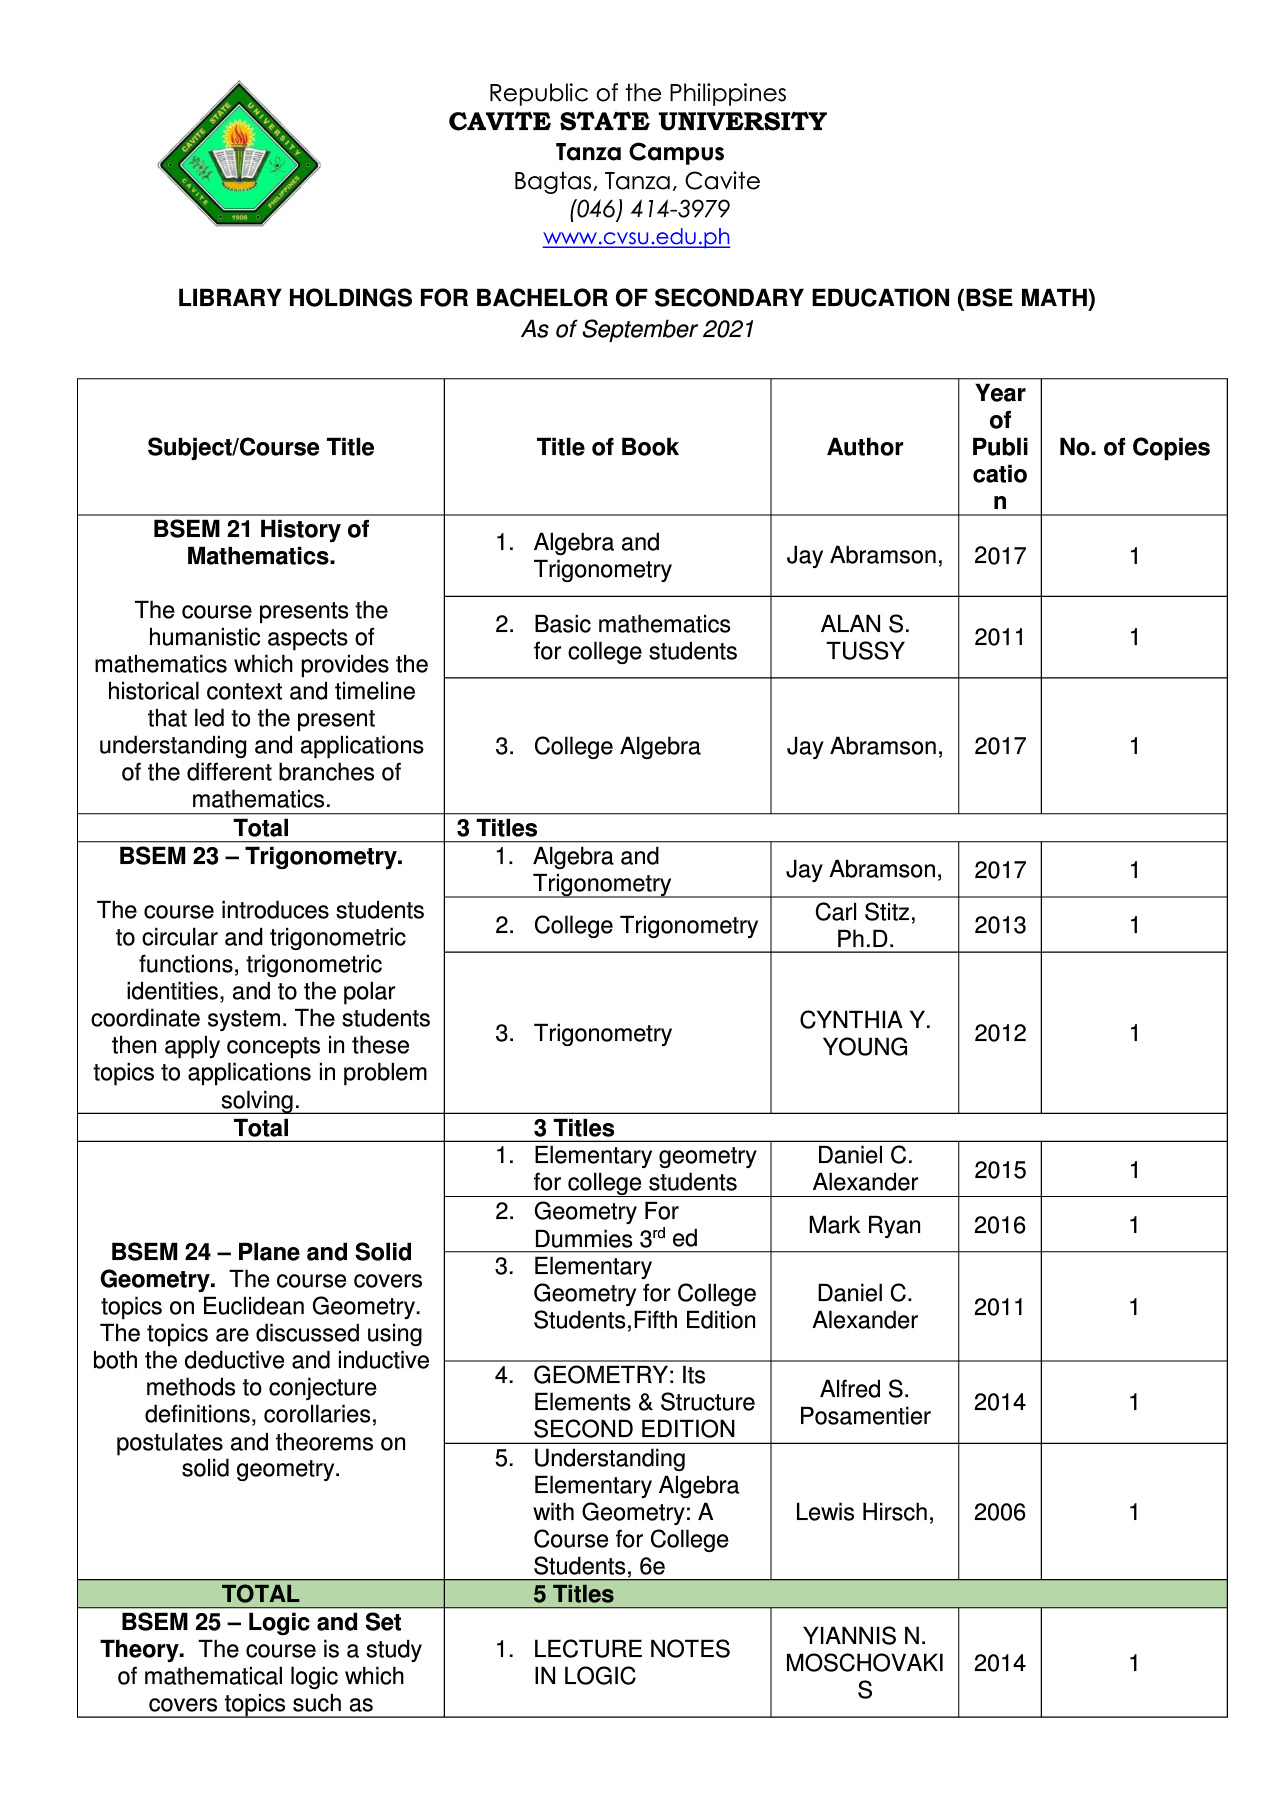 CAVITE STATE UNIVERSITY
CAVITE
PHILIPPINES
1906
Republic of the Philippines
CAVITE STATE UNIVERSITY
Tanza Campus
Bagtas, Tanza, Cavite
(046) 414-3979
www.cvsu.edu.ph
LIBRARY HOLDINGS FOR BACHELOR OF SECONDARY EDUCATION (BSE MATH)
As of September 2021
Subject/Course Title
Title of Book
Author
Year
of
Publi
catio
n
No. of Copies
BSEM 21 History of
Mathematics.
The course presents the
humanistic aspects of
mathematics which provides the
historical context and timeline
that led to the present
understanding and applications
of the different branches of
mathematics.
1. Algebra and
Trigonometry
Jay Abramson,
2017
1
2. Basic mathematics
for college students
ALAN S.
TUSSY
2011
1
3. College Algebra
Jay Abramson,
2017
1
Total
3 Titles
BSEM 23 – Trigonometry.
The course introduces students
to circular and trigonometric
functions, trigonometric
identities, and to the polar
coordinate system. The students
then apply concepts in these
topics to applications in problem
solving.
1. Algebra and
Trigonometry
Jay Abramson,
2017
1
2. College Trigonometry
Carl Stitz,
Ph.D.
2013
1
3. Trigonometry
CYNTHIA Y.
YOUNG
2012
1
Total
3 Titles
BSEM 24 – Plane and Solid
Geometry. The course covers
topics on Euclidean Geometry.
The topics are discussed using
both the deductive and inductive
methods to conjecture
definitions, corollaries,
postulates and theorems on
solid geometry.
1. Elementary geometry
for college students
Daniel C.
Alexander
2015
1
2. Geometry For
Dummies 3rd ed
Mark Ryan
2016
1
3. Elementary
Geometry for College
Students,Fifth Edition
Daniel C.
Alexander
2011
1
4. GEOMETRY: Its
Elements & Structure
SECOND EDITION
Alfred S.
Posamentier
2014
1
5. Understanding
Elementary Algebra
with Geometry: A
Course for College
Students, 6e
Lewis Hirsch,
2006
1
TOTAL
5 Titles
BSEM 25 – Logic and Set
Theory. The course is a study
of mathematical logic which
covers topics such as
1. LECTURE NOTES
IN LOGIC
YIANNIS N.
MOSCHOVAKI
S
2014
1